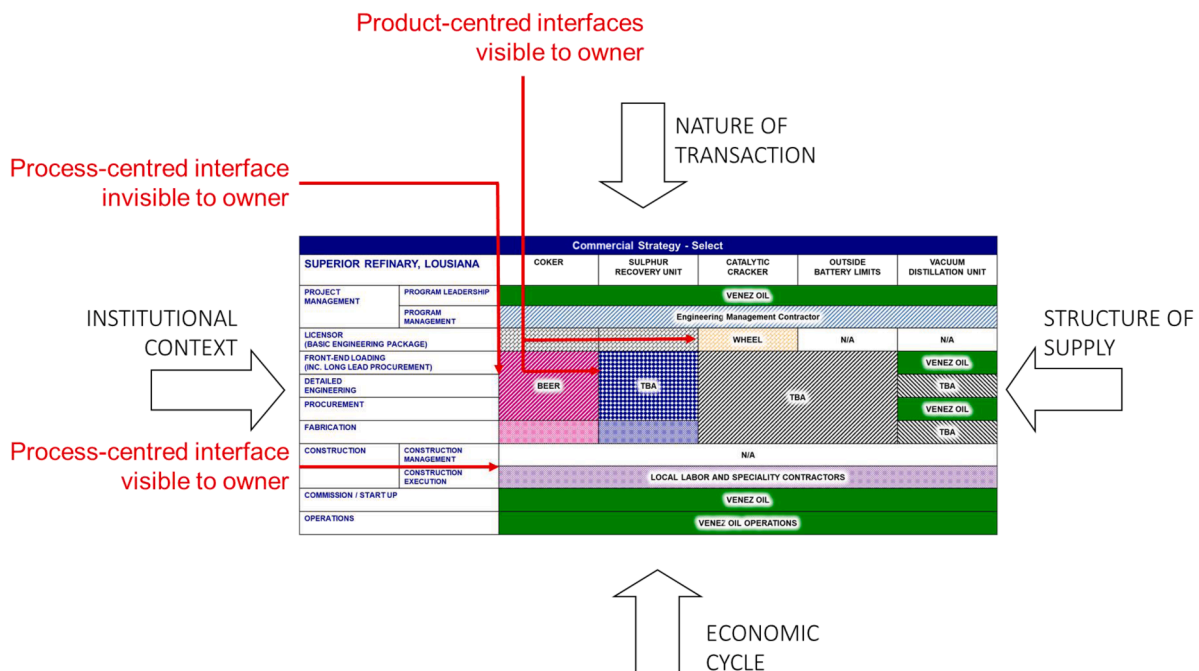 Product-centred interfaces
visible to owner
NATURE OF
TRANSACTION
Process-centred interface
invisible to owner
Commercial Strategy - Select
SUPERIOR REFINARY, LOUSIANA
COKER
SULPHUR
RECOVERY UNIT
CATALYTIC
CRACKER
OUTSIDE
BATTERY LIMITS
VACUUM
DISTILLATION UNIT
PROJECT
MANAGEMENT
PROGRAM LEADERSHIP
VENEZ OIL
PROGRAM
MANAGEMENT
Engineering Management Contractor
INSTITUTIONAL
CONTEXT
STRUCTURE OF
SUPPLY
LICENSOR
(BASIC ENGINEERING PACKAGE)
WHEEL
N/A
N/A
FRONT-END LOADING
(INC. LONG LEAD PROCUREMENT)
VENEZ OIL
DETAILED
ENGINEERING
BEER
TBA
TBA
TBA
PROCUREMENT
VENEZ OIL
FABRICATION
TBA
Process-centred interface
visible to owner
CONSTRUCTION
CONSTRUCTION
MANAGEMENT
N/A
CONSTRUCTION
EXECUTION
LOCAL LABOR AND SPECIALITY CONTRACTORS
COMMISSION / START UP
VENEZ OIL
OPERATIONS
VENEZ OIL OPERATIONS
ECONOMIC
CYCLE